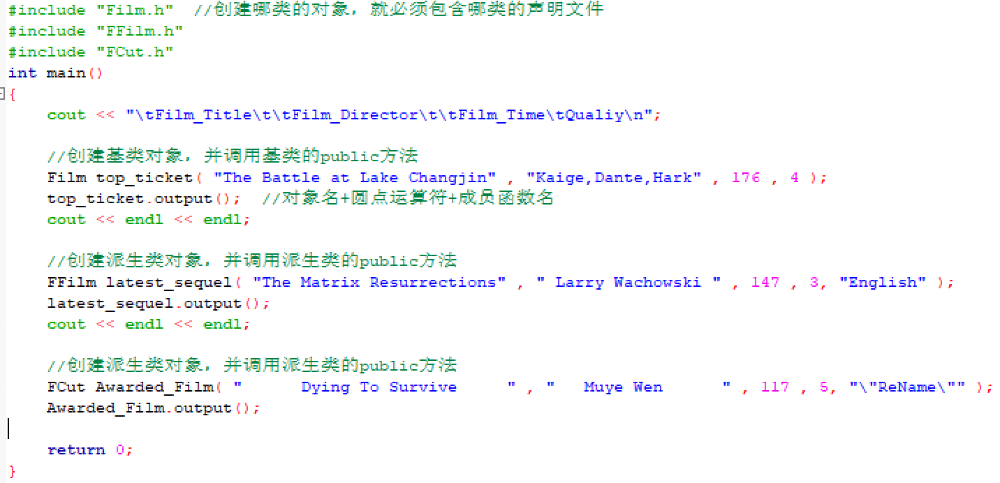 #include "Film.h"  //创建哪类的对象，就必须包含哪类的声明文件
#include "FFilm.h"
#include "FCut.h"
int main()
{
    cout << "\tFilm_Title\t\tFilm_Director\t\tFilm_Time\tQualiy\n";
    //创建基类对象，并调用基类的public方法
    Film top_ticket( "The Battle at Lake Changjin" , "Kaige,Dante,Hark" , 176 , 4 );
    top_ticket.output();  //对象名+圆点运算符+成员函数名
    cout << endl << endl;
    //创建派生类对象，并调用派生类的public方法
    FFilm latest_sequel( "The Matrix Resurrections" , " Larry Wachowski " , 147 , 3, "English" );
    latest_sequel.output();
    cout << endl << endl;
    //创建派生类对象，并调用派生类的public方法
    FCut Awarded_Film( "      Dying To Survive     " , "   Muye Wen      " , 117 , 5, "\"ReName\"" );
    Awarded_Film.output();
    return 0;
}